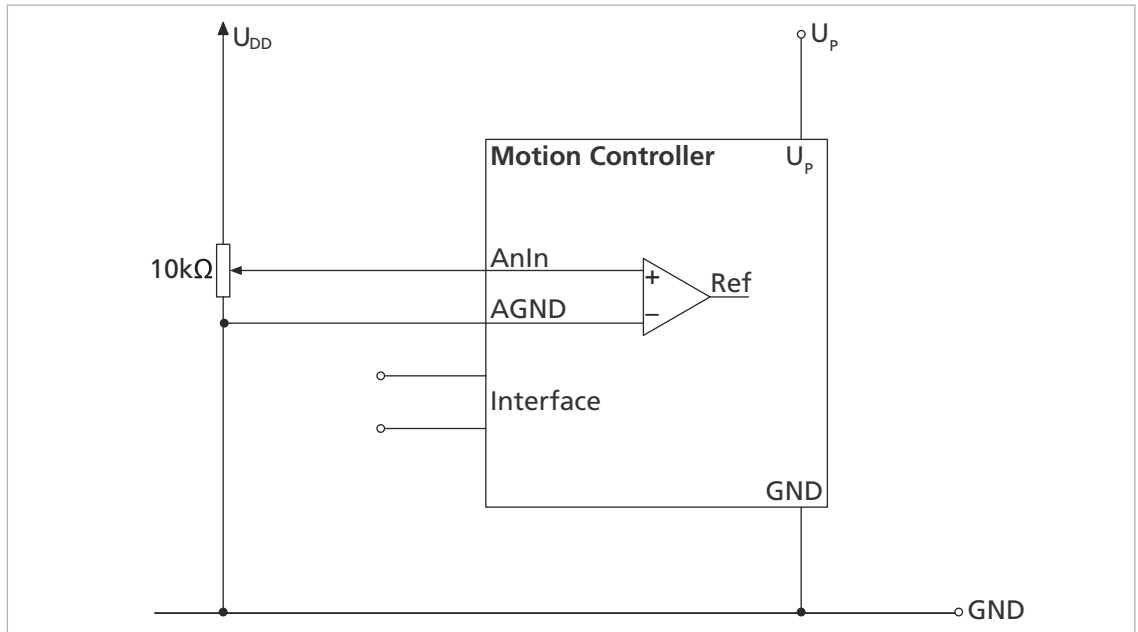 U_DD
U_P
Motion Controller
U_P
AnIn
10kΩ
+
Ref
AGND
−
Interface
GND
GND